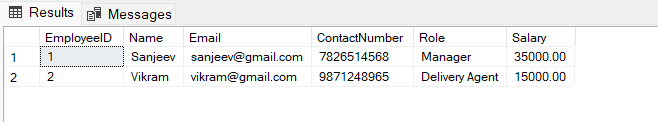 Results Messages
EmployeeID Name Email ContactNumber Role Salary
1 1 Sanjeev sanjeev@gmail.com 7826514568 Manager 35000.00
2 2 Vikram vikram@gmail.com 9871248965 Delivery Agent 15000.00